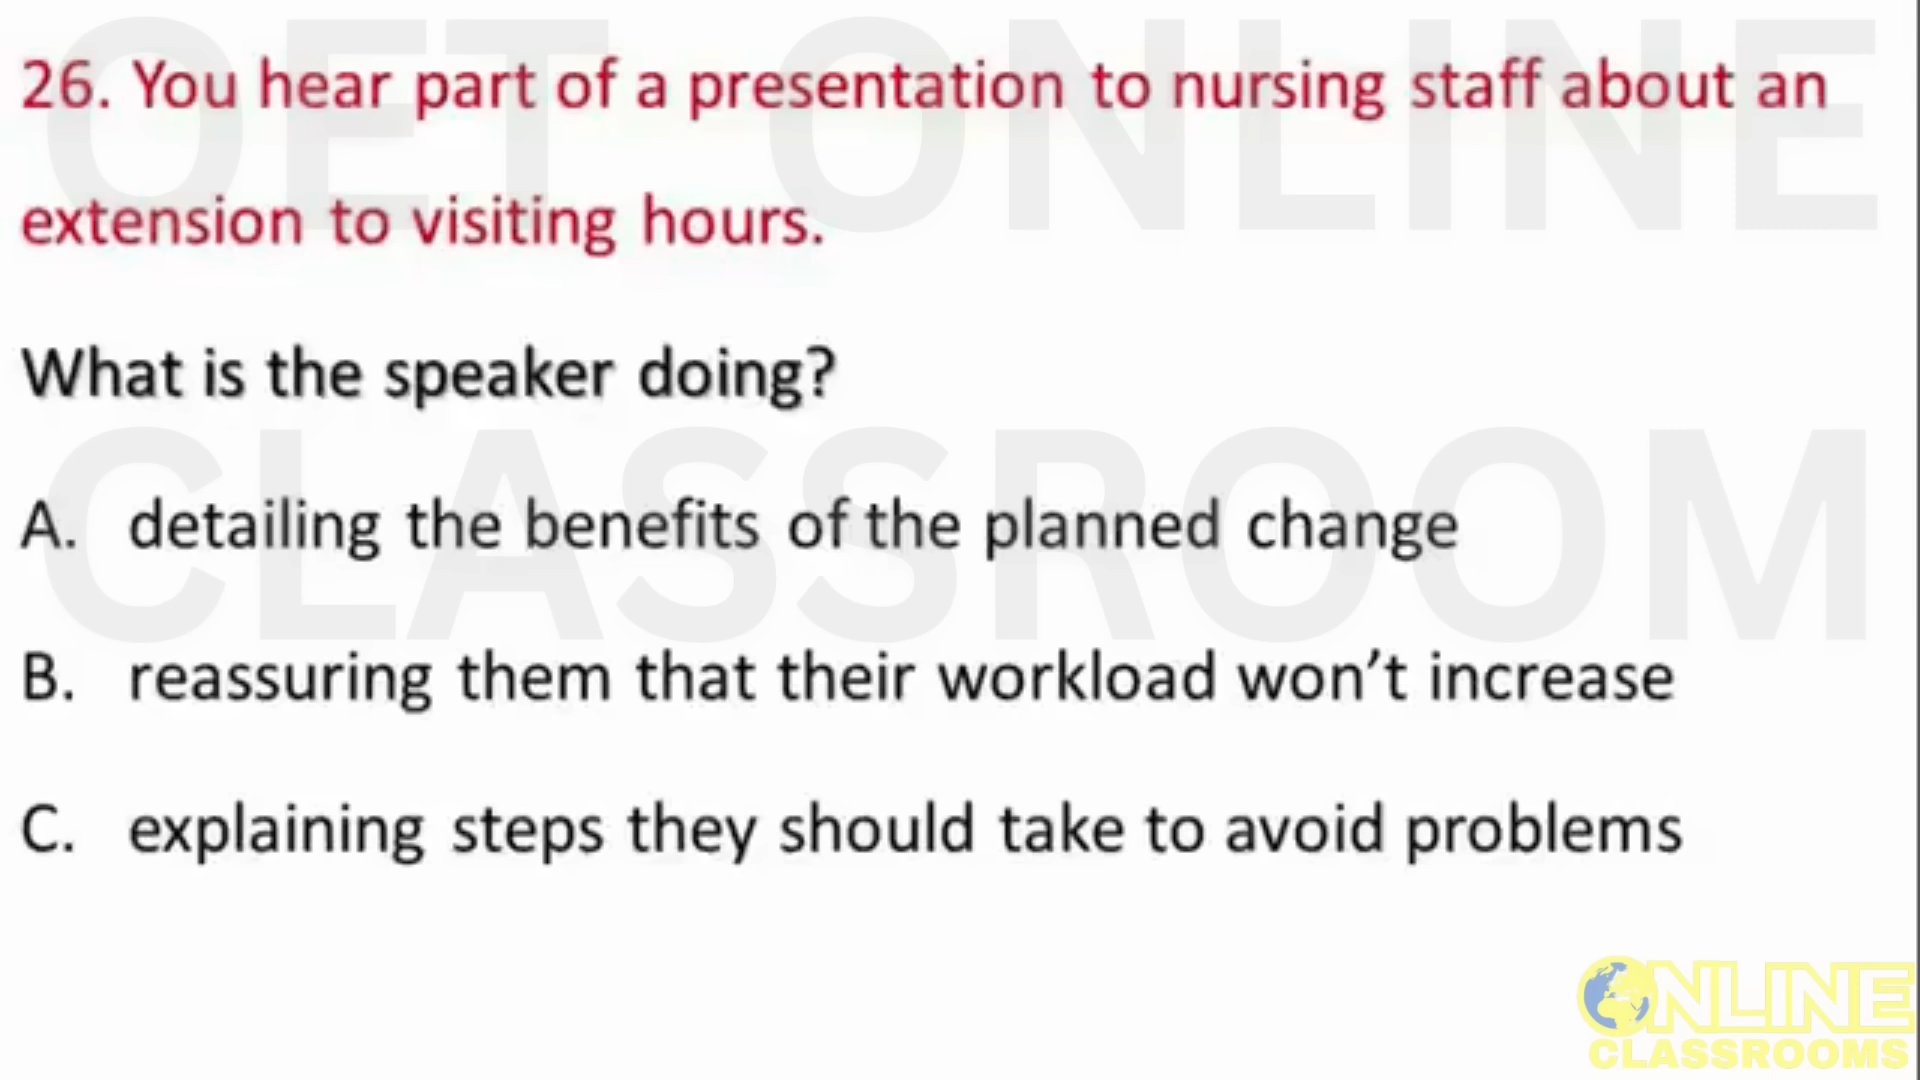 OET ONLINE
26. You hear part of a presentation to nursing staff about an
extension to visiting hours.
What is the speaker doing?
CLASSROOM
A. detailing the benefits of the planned change
B. reassuring them that their workload won't increase
C. explaining steps they should take to avoid problems
ONLINE
CLASSROOMS